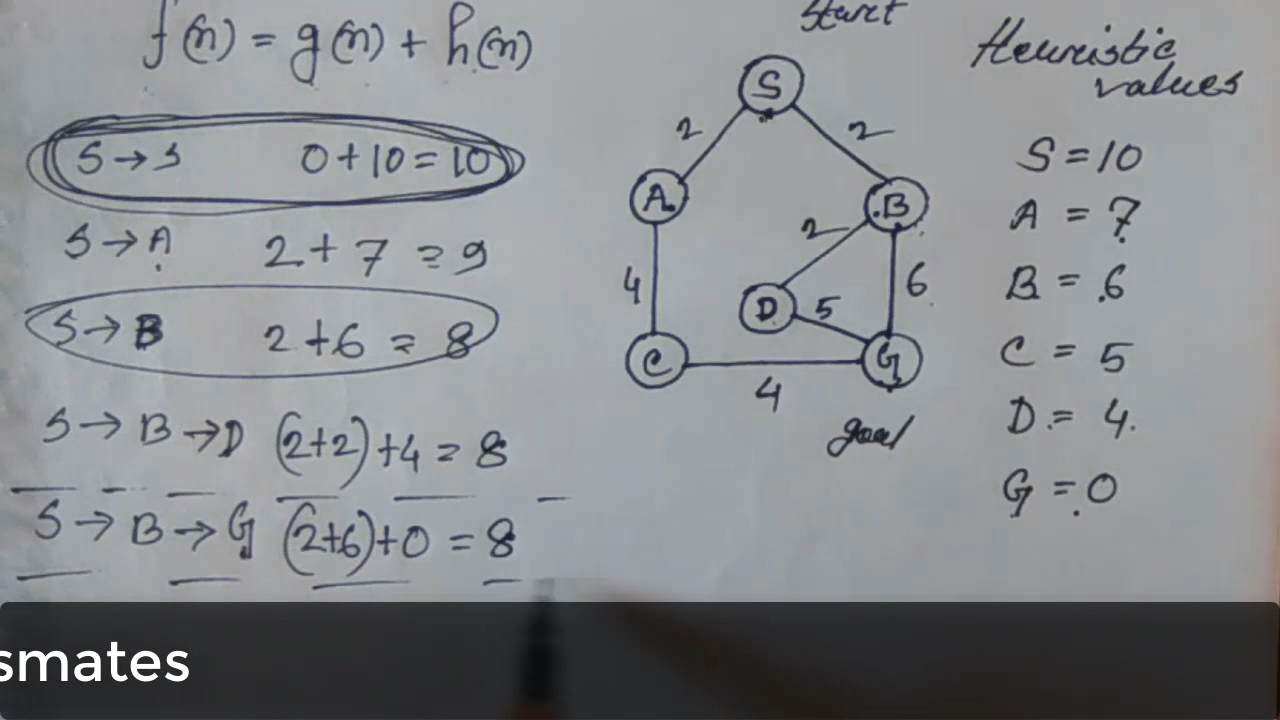 f(n) = g(n) + h(n)
S → S 0 + 10 = 10
S → A 2 + 7 = 9
S → B 2 + 6 = 8
S → B → D (2+2) + 4 = 8
S → B → G (2+6) + 0 = 8
Start
S
2
2
A
B
2
4
6
D
5
C
G
4
goal
Heuristic
values
S = 10
A = 7
B = 6
C = 5
D = 4
G = 0
smates